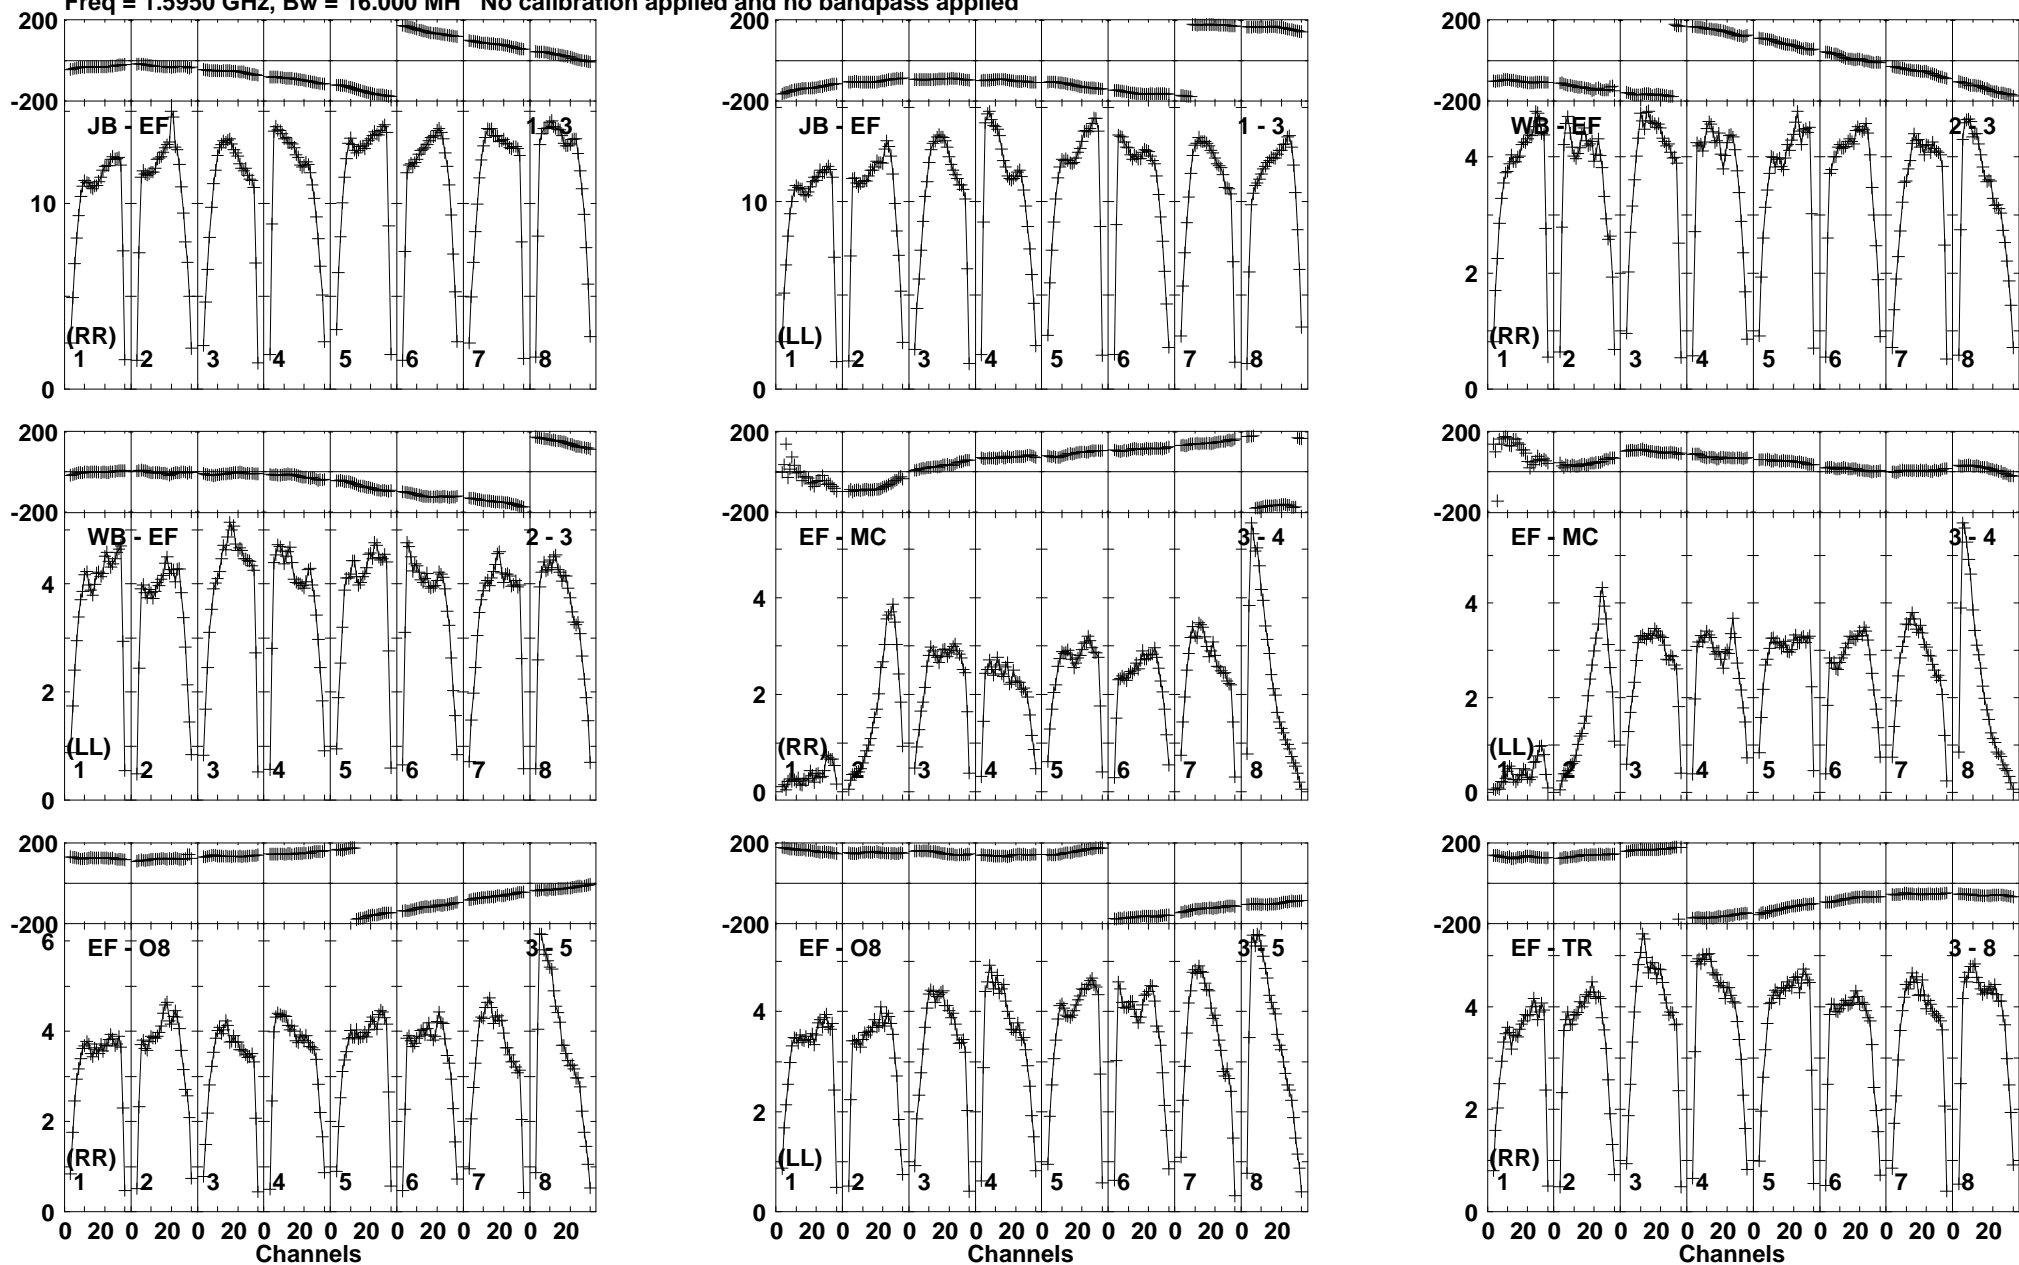 Freq = 1.5950 GHz, Bw = 16.000 MH No calibration applied and no bandpass applied
200 200 200
-200 -200 -200
JB - EF 1 - 3 JB - EF 1 - 3 WB - EF 2 - 3
10 10 4
2
(RR) (LL) (RR)
1 2 3 4 5 6 7 8 1 2 3 4 5 6 7 8 1 2 3 4 5 6 7 8
0 0 0
200 200 200
-200 -200 -200
WB - EF 2 - 3 EF - MC 3 - 4 EF - MC 3 - 4
4 4 4
2 2 2
(LL) (RR) (LL)
1 2 3 4 5 6 7 8 1 2 3 4 5 6 7 8 1 2 3 4 5 6 7 8
0 0 0
200 200 200
-200 -200 -200
6
EF - O8 3 - 5 EF - O8 3 - 5 EF - TR 3 - 8
4 4 4
2 2 2
(RR) (LL) (RR)
1 2 3 4 5 6 7 8 1 2 3 4 5 6 7 8 1 2 3 4 5 6 7 8
0 0 0
0 20 0 20 0 20 0 20 0 20 0 20 0 20 0 20 0 20 0 20 0 20 0 20 0 20 0 20 0 20 0 20 0 20 0 20 0 20 0 20 0 20 0 20 0 20 0 20
Channels Channels